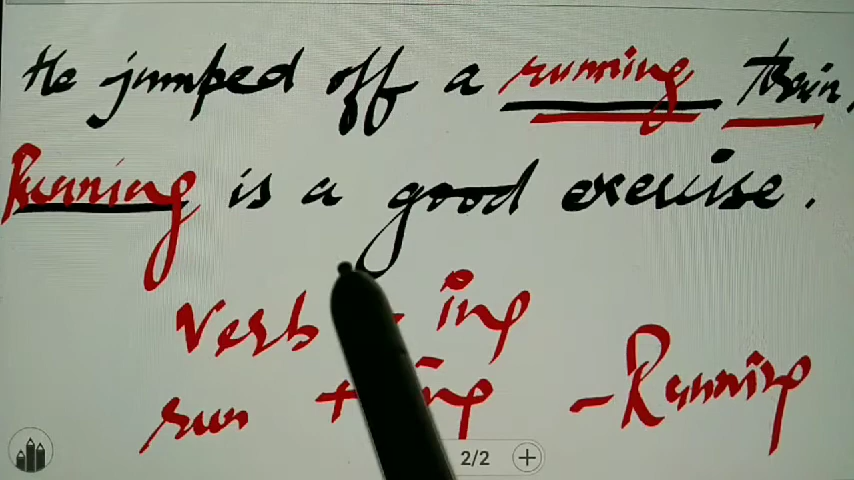 He jumped off a running train.
Running is a good exercise.
Verb - ing
run + ing - Running
2/2